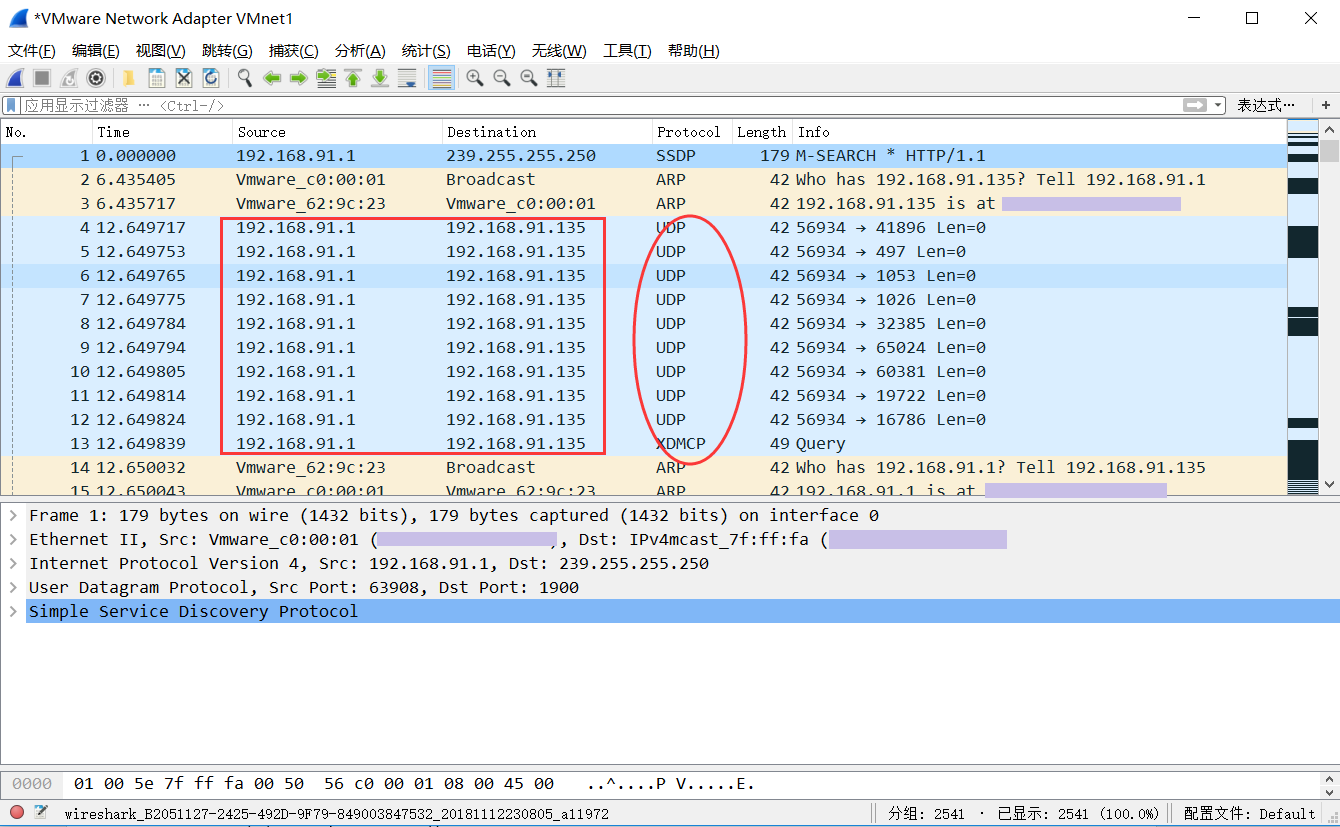 *VMware Network Adapter VMnet1
文件(F) 编辑(E) 视图(V) 跳转(G) 捕获(C) 分析(A) 统计(S) 电话(Y) 无线(W) 工具(T) 帮助(H)
应用显示过滤器 … <Ctrl-/> 表达式… +
No. Time Source Destination Protocol Length Info
1 0.000000 192.168.91.1 239.255.255.250 SSDP 179 M-SEARCH * HTTP/1.1
2 6.435405 Vmware_c0:00:01 Broadcast ARP 42 Who has 192.168.91.135? Tell 192.168.91.1
3 6.435717 Vmware_62:9c:23 Vmware_c0:00:01 ARP 42 192.168.91.135 is at
4 12.649717 192.168.91.1 192.168.91.135 UDP 42 56934 → 41896 Len=0
5 12.649753 192.168.91.1 192.168.91.135 UDP 42 56934 → 497 Len=0
6 12.649765 192.168.91.1 192.168.91.135 UDP 42 56934 → 1053 Len=0
7 12.649775 192.168.91.1 192.168.91.135 UDP 42 56934 → 1026 Len=0
8 12.649784 192.168.91.1 192.168.91.135 UDP 42 56934 → 32385 Len=0
9 12.649794 192.168.91.1 192.168.91.135 UDP 42 56934 → 65024 Len=0
10 12.649805 192.168.91.1 192.168.91.135 UDP 42 56934 → 60381 Len=0
11 12.649814 192.168.91.1 192.168.91.135 UDP 42 56934 → 19722 Len=0
12 12.649824 192.168.91.1 192.168.91.135 UDP 42 56934 → 16786 Len=0
13 12.649839 192.168.91.1 192.168.91.135 XDMCP 49 Query
14 12.650032 Vmware_62:9c:23 Broadcast ARP 42 Who has 192.168.91.1? Tell 192.168.91.135
15 12.650043 Vmware_c0:00:01 Vmware_62:9c:23 ARP 42 192.168.91.1 is at
Frame 1: 179 bytes on wire (1432 bits), 179 bytes captured (1432 bits) on interface 0
Ethernet II, Src: Vmware_c0:00:01 ( ), Dst: IPv4mcast_7f:ff:fa (
Internet Protocol Version 4, Src: 192.168.91.1, Dst: 239.255.255.250
User Datagram Protocol, Src Port: 63908, Dst Port: 1900
Simple Service Discovery Protocol
0000 01 00 5e 7f ff fa 00 50 56 c0 00 01 08 00 45 00 ..^....P V.....E.
wireshark_B2051127-2425-492D-9F79-849003847532_20181112230805_a11972 分组: 2541 · 已显示: 2541 (100.0%) 配置文件: Default